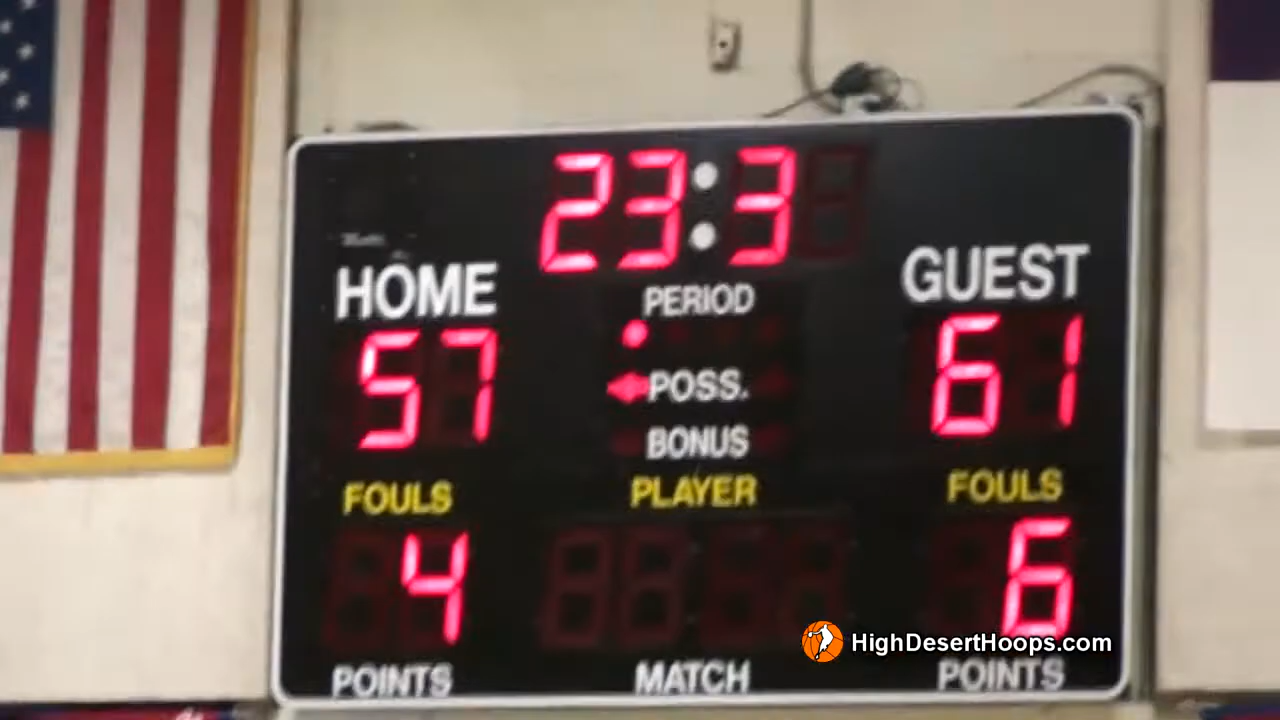 23:3
HOME
PERIOD
GUEST
57
61
POSS.
BONUS
FOULS
PLAYER
FOULS
4
6
HighDesertHoops.com
POINTS
MATCH
POINTS